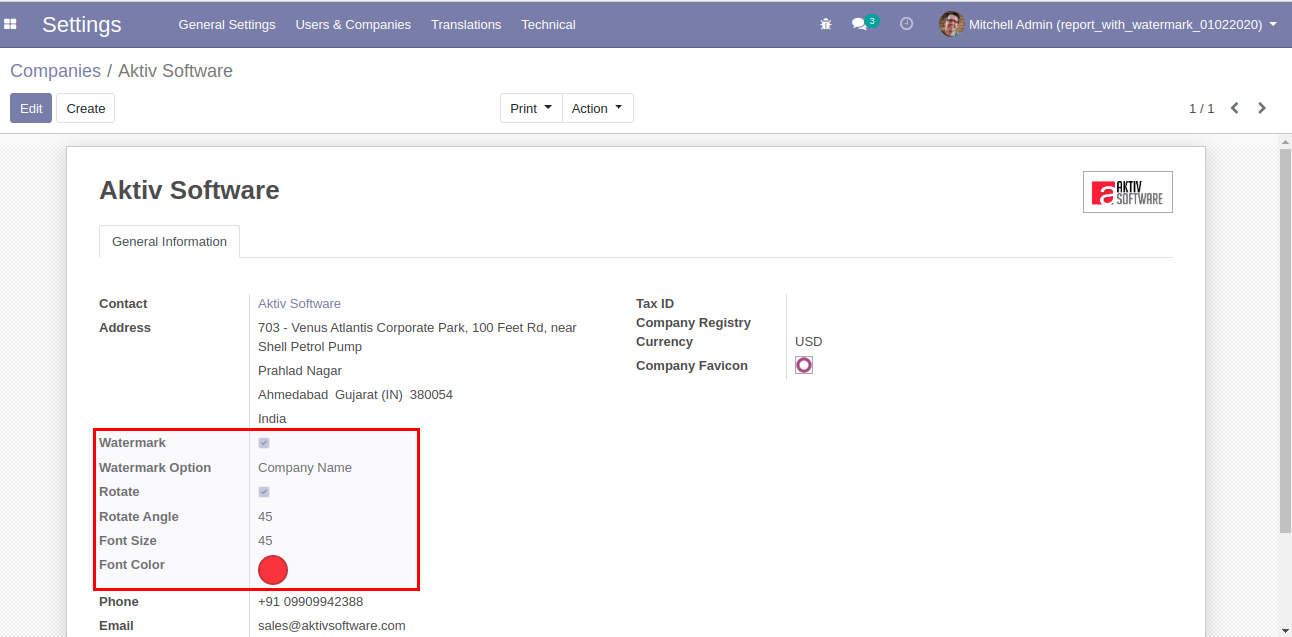 Settings General Settings Users & Companies Translations Technical 3 Mitchell Admin (report_with_watermark_01022020)
Companies / Aktiv Software
Edit Create Print Action 1 / 1
Aktiv Software
a AKTIV
SOFTWARE
General Information
Contact Aktiv Software
Address 703 - Venus Atlantis Corporate Park, 100 Feet Rd, near
Shell Petrol Pump
Prahlad Nagar
Ahmedabad Gujarat (IN) 380054
India
Watermark
Watermark Option Company Name
Rotate
Rotate Angle 45
Font Size 45
Font Color
Phone +91 09909942388
Email sales@aktivsoftware.com
Tax ID
Company Registry
Currency USD
Company Favicon